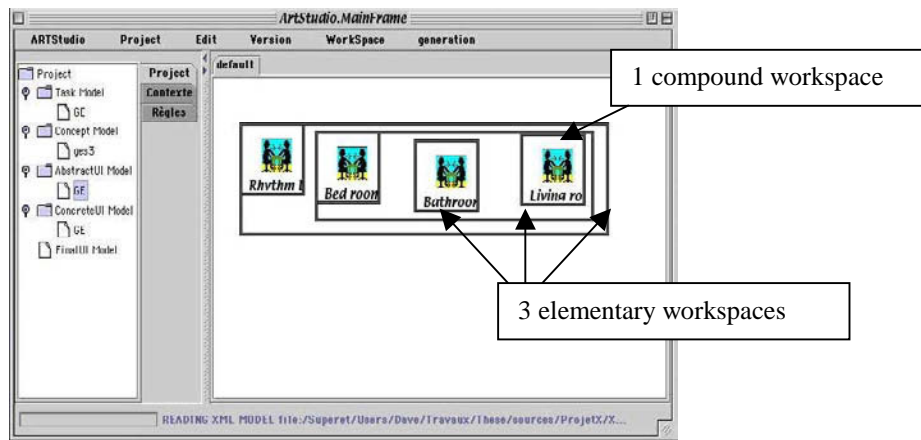 ArtStudio.MainFrame
ARTStudio Project Edit Version WorkSpace generation
Project
Task Model
GE
Concept Model
ges3
AbstractUI Model
GE
ConcreteUI Model
GE
FinalUI Model
Project
Contexte
Règles
default
Rhythm
Bed room
Bathroor
Living ro
1 compound workspace
3 elementary workspaces
READING XML MODEL file:/Superet/Users/Dave/Travaux/These/sources/ProjetX/X...